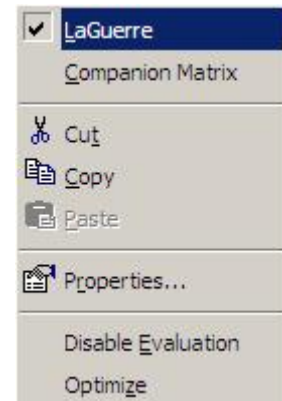 LaGuerre
Companion Matrix
Cut
Copy
Paste
Properties...
Disable Evaluation
Optimize